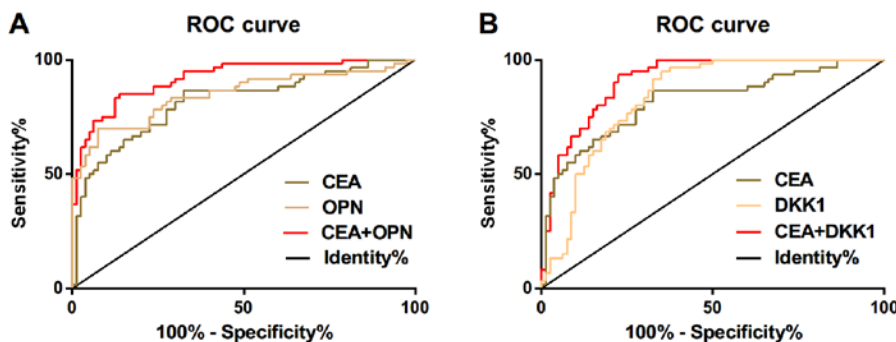 A
ROC curve
100
50
0
Sensitivity%
0
50
100
100% - Specificity%
CEA
OPN
CEA+OPN
Identity%
B
ROC curve
100
50
0
Sensitivity%
0
50
100
100% - Specificity%
CEA
DKK1
CEA+DKK1
Identity%